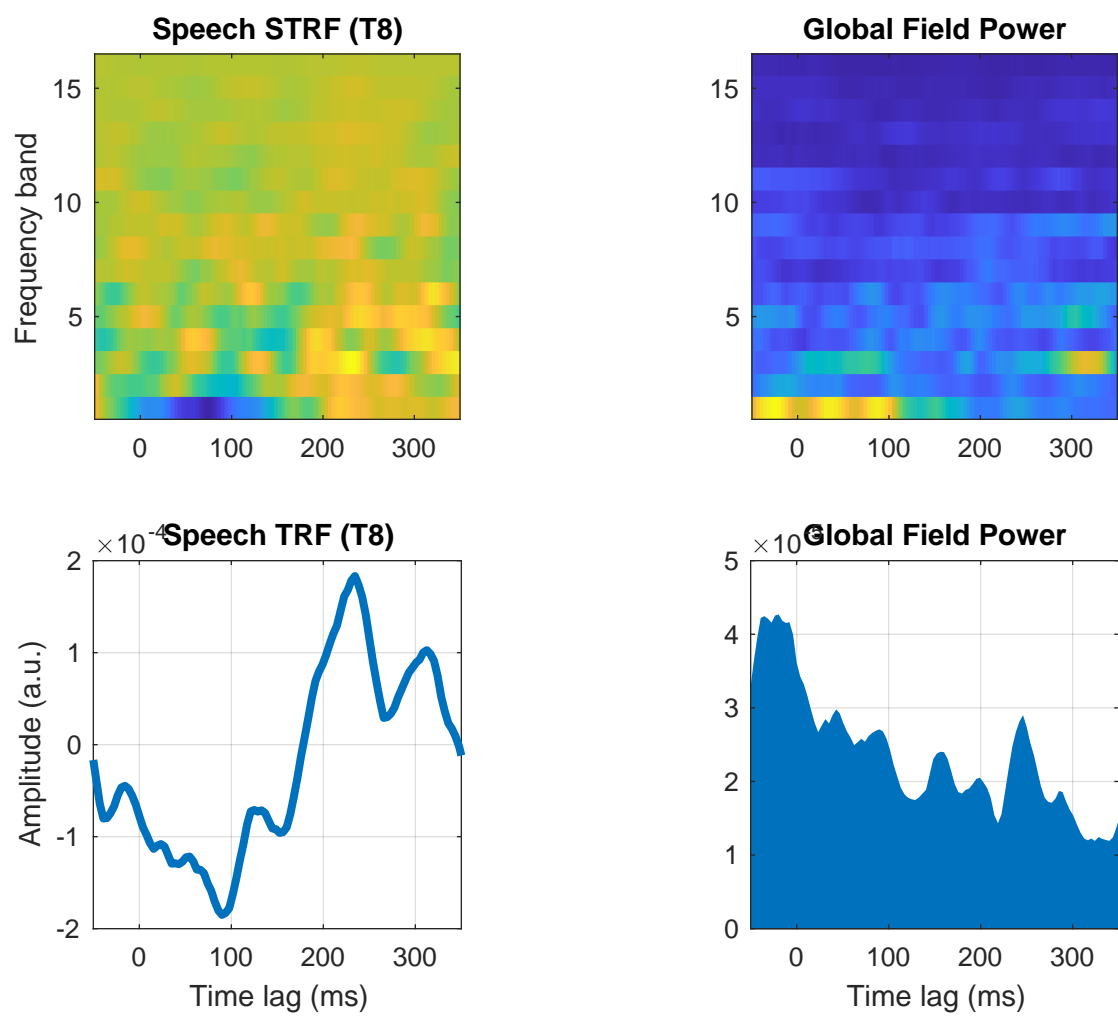 Speech STRF (T8)
Frequency band
15
10
5
0 100 200 300
Global Field Power
15
10
5
0 100 200 300
Speech TRF (T8)
×10-4
Amplitude (a.u.)
2
1
0
-1
-2
0 100 200 300
Time lag (ms)
Global Field Power
×10
5
4
3
2
1
0
0 100 200 300
Time lag (ms)